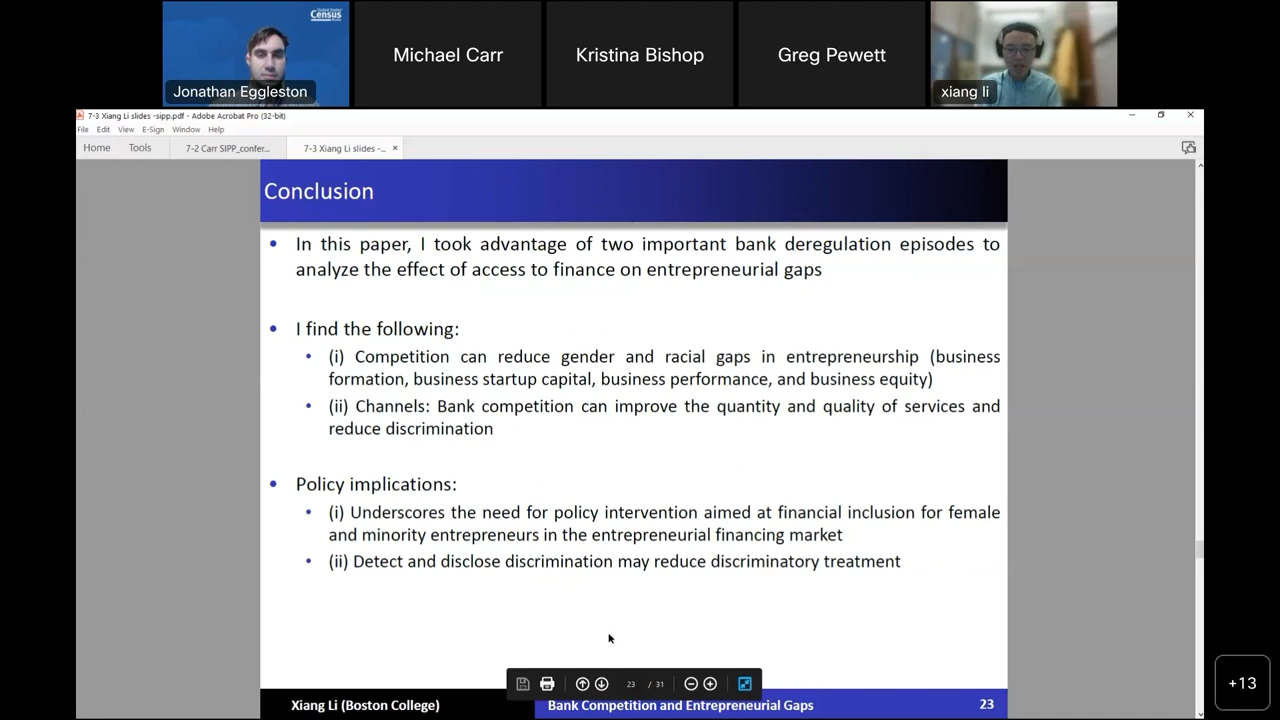 Census
Jonathan Eggleston
Michael Carr
Kristina Bishop
Greg Pewett
xiang li
7-3 Xiang Li slides -sipp.pdf - Adobe Acrobat Pro (32-bit)
File Edit View E-Sign Window Help
Home Tools 7-2 Carr SIPP_confer... 7-3 Xiang Li slides -... ×
Conclusion
• In this paper, I took advantage of two important bank deregulation episodes to
analyze the effect of access to finance on entrepreneurial gaps
• I find the following:
• (i) Competition can reduce gender and racial gaps in entrepreneurship (business
formation, business startup capital, business performance, and business equity)
• (ii) Channels: Bank competition can improve the quantity and quality of services and
reduce discrimination
• Policy implications:
• (i) Underscores the need for policy intervention aimed at financial inclusion for female
and minority entrepreneurs in the entrepreneurial financing market
• (ii) Detect and disclose discrimination may reduce discriminatory treatment
23 / 31
Xiang Li (Boston College) Bank Competition and Entrepreneurial Gaps 23
+13